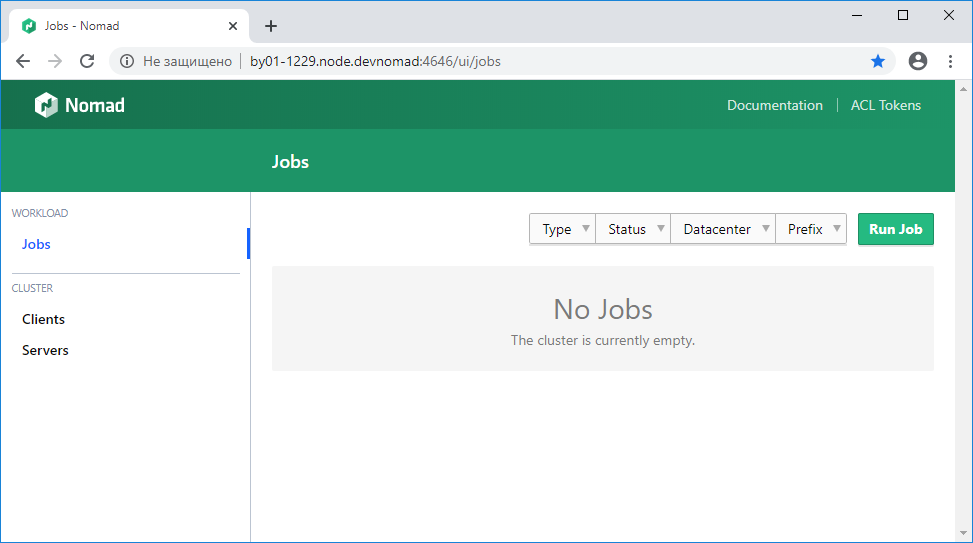 Jobs - Nomad
Не защищено by01-1229.node.devnomad:4646/ui/jobs
Nomad
Documentation ACL Tokens
Jobs
WORKLOAD
Jobs
Type Status Datacenter Prefix Run Job
CLUSTER
Clients
Servers
No Jobs
The cluster is currently empty.